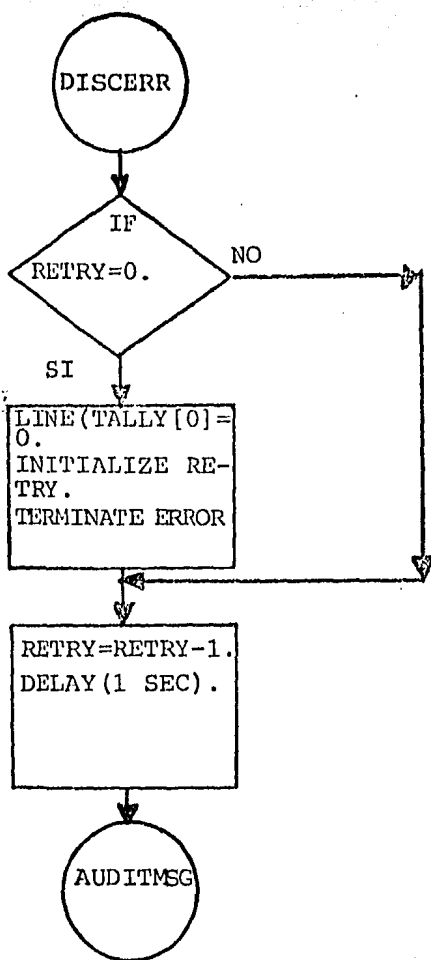 DISCERR
IF
RETRY=0.
NO
SI
LINE(TALLY[0]=
0.
INITIALIZE RE-
TRY.
TERMINATE ERROR
RETRY=RETRY-1.
DELAY(1 SEC).
AUDITMSG